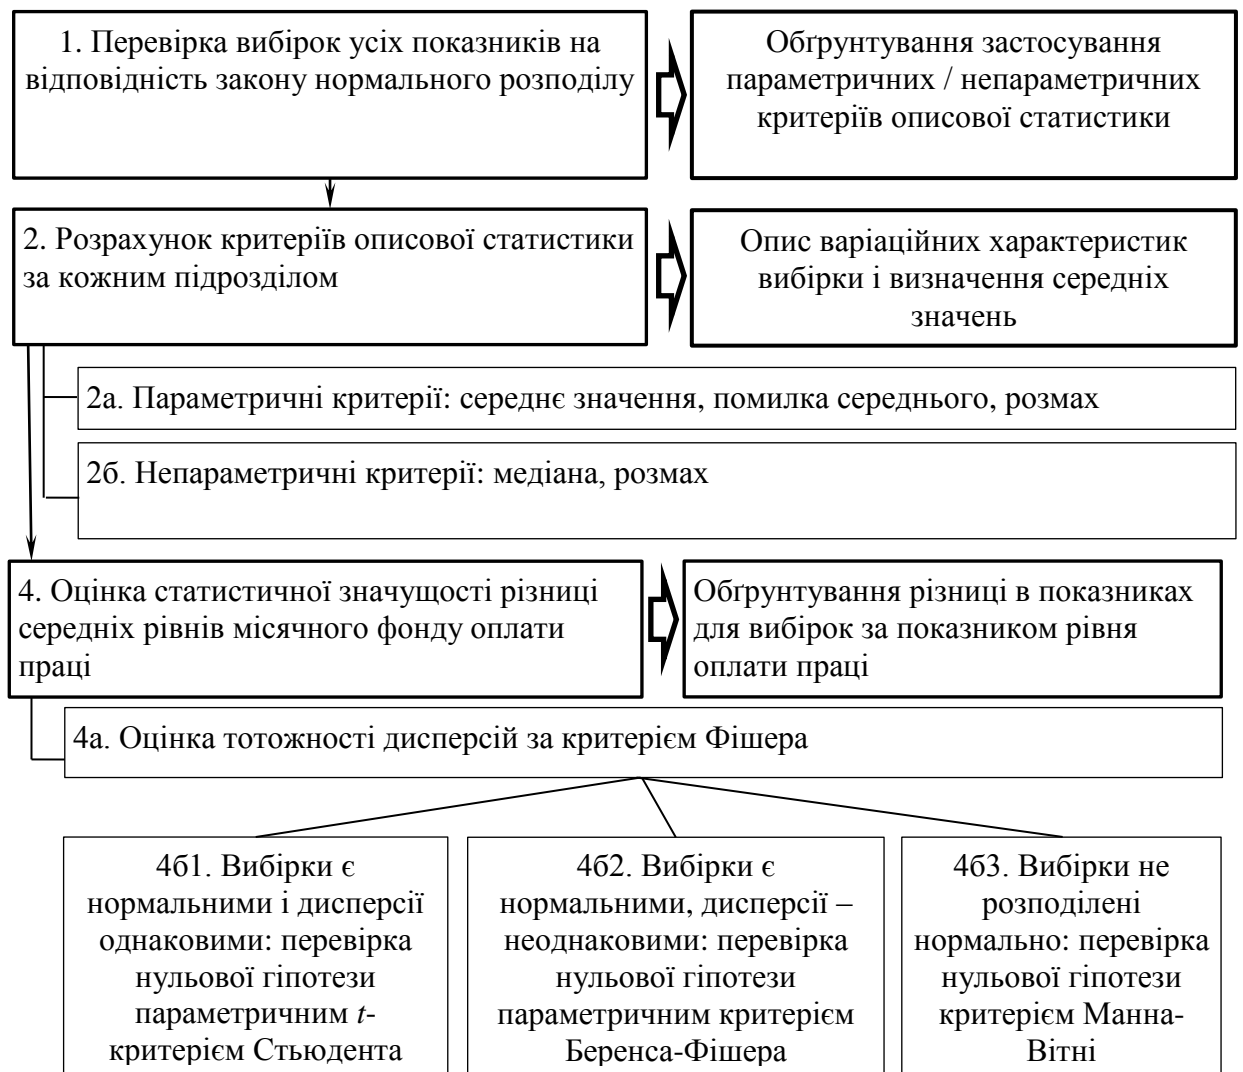 1. Перевірка вибірок усіх показників на
відповідність закону нормального розподілу
Обґрунтування застосування
параметричних / непараметричних
критеріїв описової статистики
2. Розрахунок критеріїв описової статистики
за кожним підрозділом
Опис варіаційних характеристик
вибірки і визначення середніх
значень
2а. Параметричні критерії: середнє значення, помилка середнього, розмах
2б. Непараметричні критерії: медіана, розмах
4. Оцінка статистичної значущості різниці
середніх рівнів місячного фонду оплати
праці
Обґрунтування різниці в показниках
для вибірок за показником рівня
оплати праці
4а. Оцінка тотожності дисперсій за критерієм Фішера
4б1. Вибірки є
нормальними і дисперсії
однаковими: перевірка
нульової гіпотези
параметричним t-
критерієм Стьюдента
4б2. Вибірки є
нормальними, дисперсії –
неоднаковими: перевірка
нульової гіпотези
параметричним критерієм
Беренса-Фішера
4б3. Вибірки не
розподілені
нормально: перевірка
нульової гіпотези
критерієм Манна-
Вітні